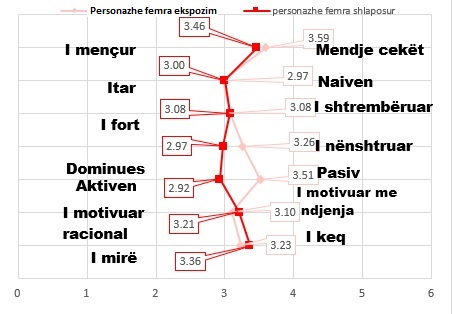 Personazhe femra ekspozim personazhe femra shlaposur
3.46 3.59
I mençur Mendje cekët
3.00 2.97
Itar Naiven
3.08 3.08 I shtrembëruar
I fort
2.97 3.26 I nënshtruar
Dominues 3.51 Pasiv
Aktiven 2.92
I motivuar me
I motivuar 3.21 3.10 ndjenja
racional
3.23 I keq
I mirë 3.36
0 1 2 3 4 5 6